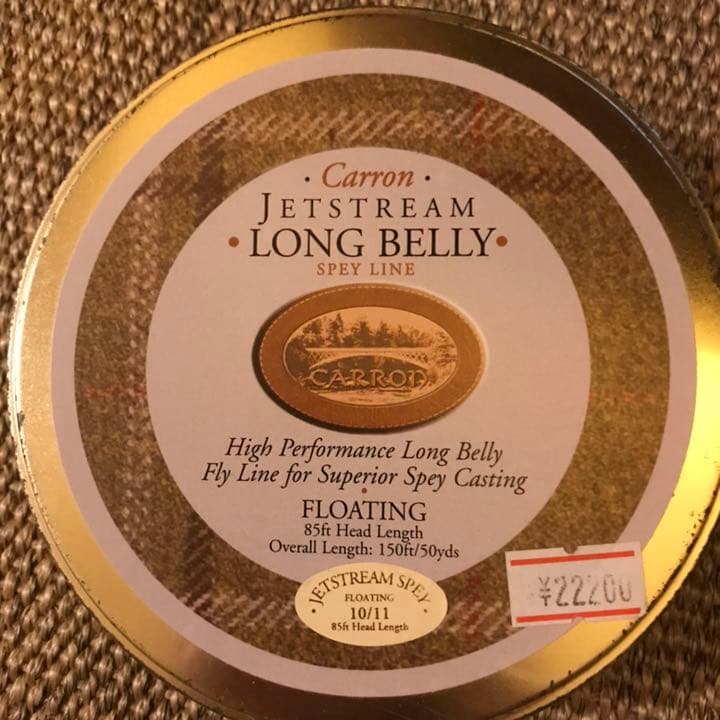 · Carron ·
JETSTREAM
• LONG BELLY •
SPEY LINE
CARRON
High Performance Long Belly
Fly Line for Superior Spey Casting
•
FLOATING
85ft Head Length
Overall Length: 150ft/50yds
· JETSTREAM SPEY ·
FLOATING
10/11
85ft Head Length
¥22200